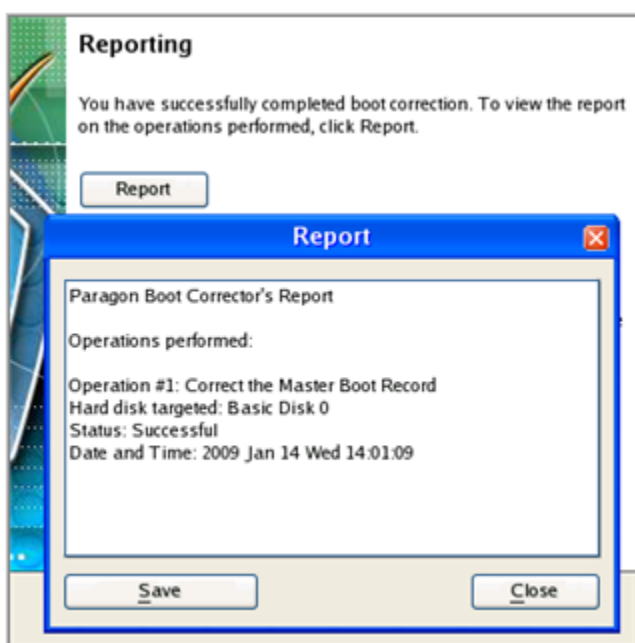 Reporting
You have successfully completed boot correction. To view the report
on the operations performed, click Report.
Report
Report
Paragon Boot Corrector's Report
Operations performed:
Operation #1: Correct the Master Boot Record
Hard disk targeted: Basic Disk 0
Status: Successful
Date and Time: 2009 Jan 14 Wed 14:01:09
Save
Close